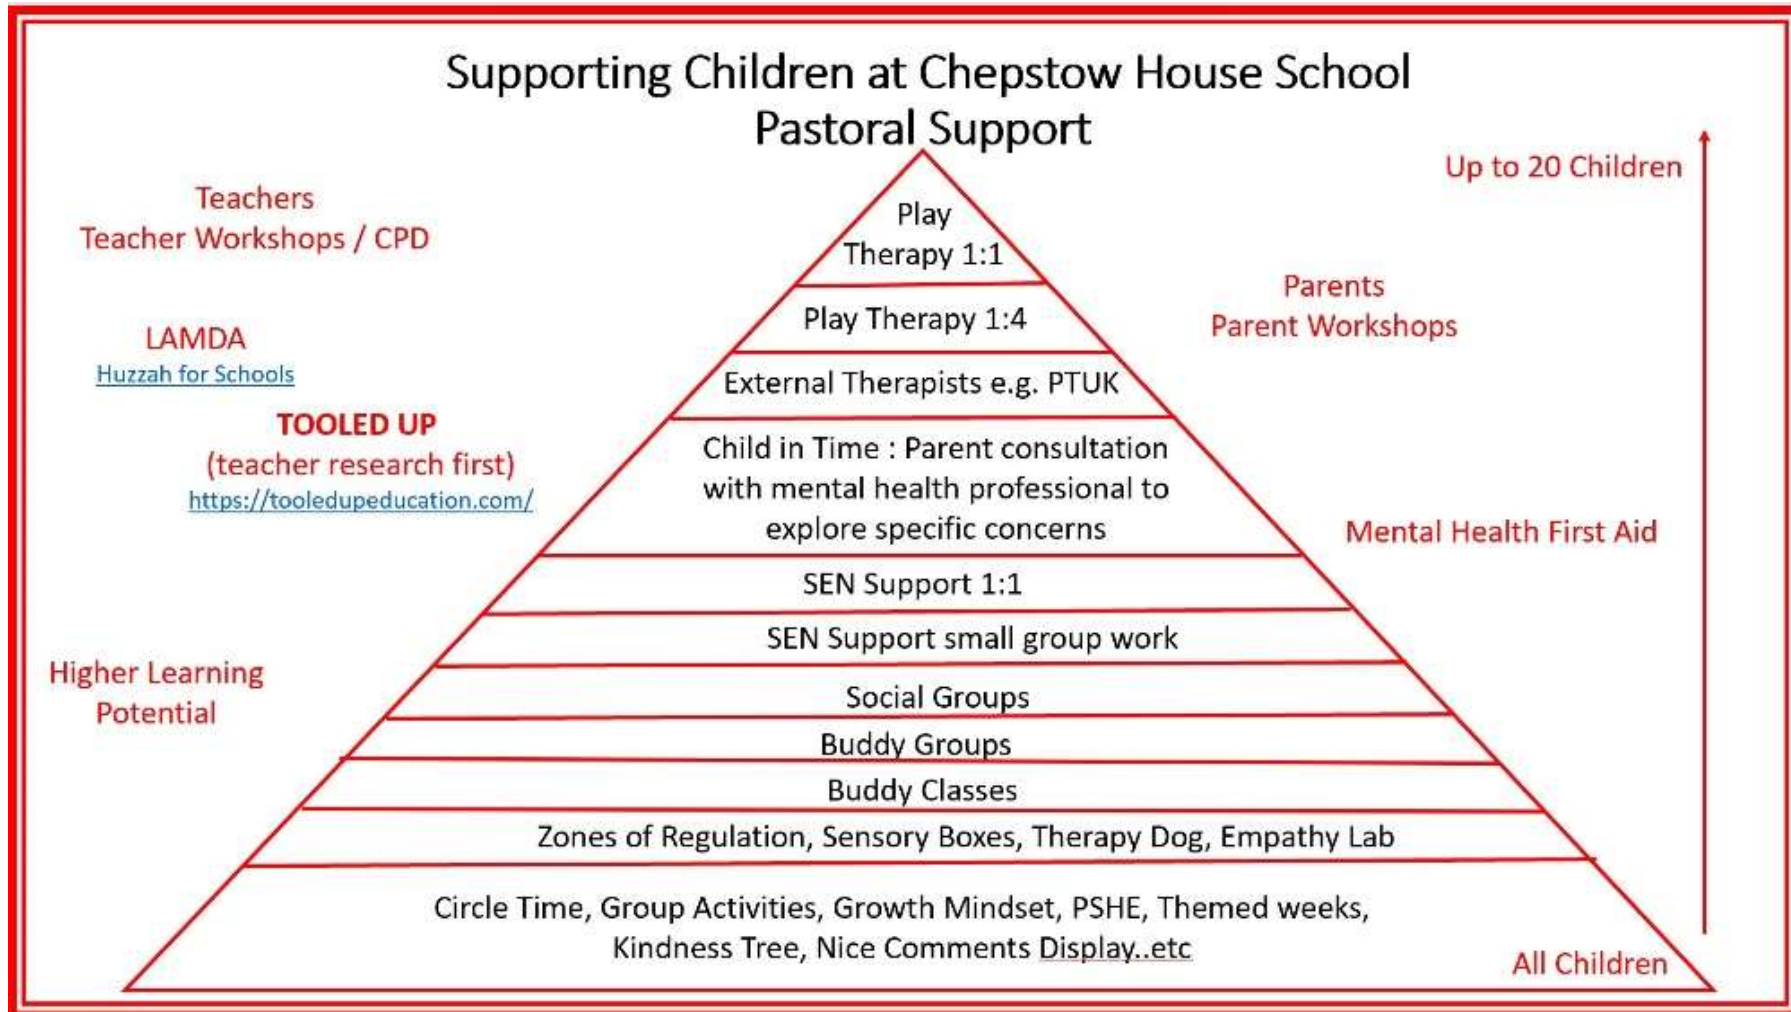 Supporting Children at Chepstow House School
Pastoral Support
Teachers
Teacher Workshops / CPD
LAMDA
Huzzah for Schools
TOOLED UP
(teacher research first)
https://tooledupeducation.com/
Higher Learning
Potential
Play
Therapy 1:1
Play Therapy 1:4
External Therapists e.g. PTUK
Child in Time : Parent consultation
with mental health professional to
explore specific concerns
SEN Support 1:1
SEN Support small group work
Social Groups
Buddy Groups
Buddy Classes
Zones of Regulation, Sensory Boxes, Therapy Dog, Empathy Lab
Circle Time, Group Activities, Growth Mindset, PSHE, Themed weeks,
Kindness Tree, Nice Comments Display..etc
Up to 20 Children
Parents
Parent Workshops
Mental Health First Aid
All Children